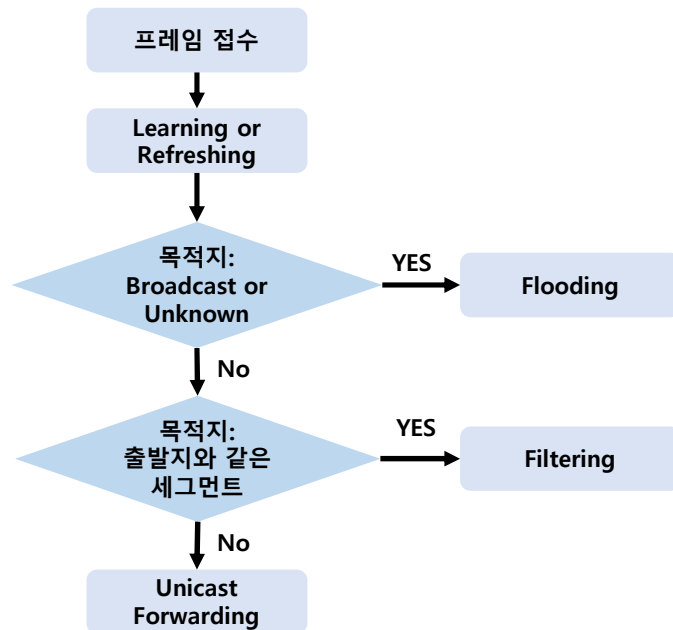 프레임 접수
Learning or
Refreshing
목적지:
Broadcast or
Unknown
YES
Flooding
No
목적지:
출발지와 같은
세그먼트
YES
Filtering
No
Unicast
Forwarding